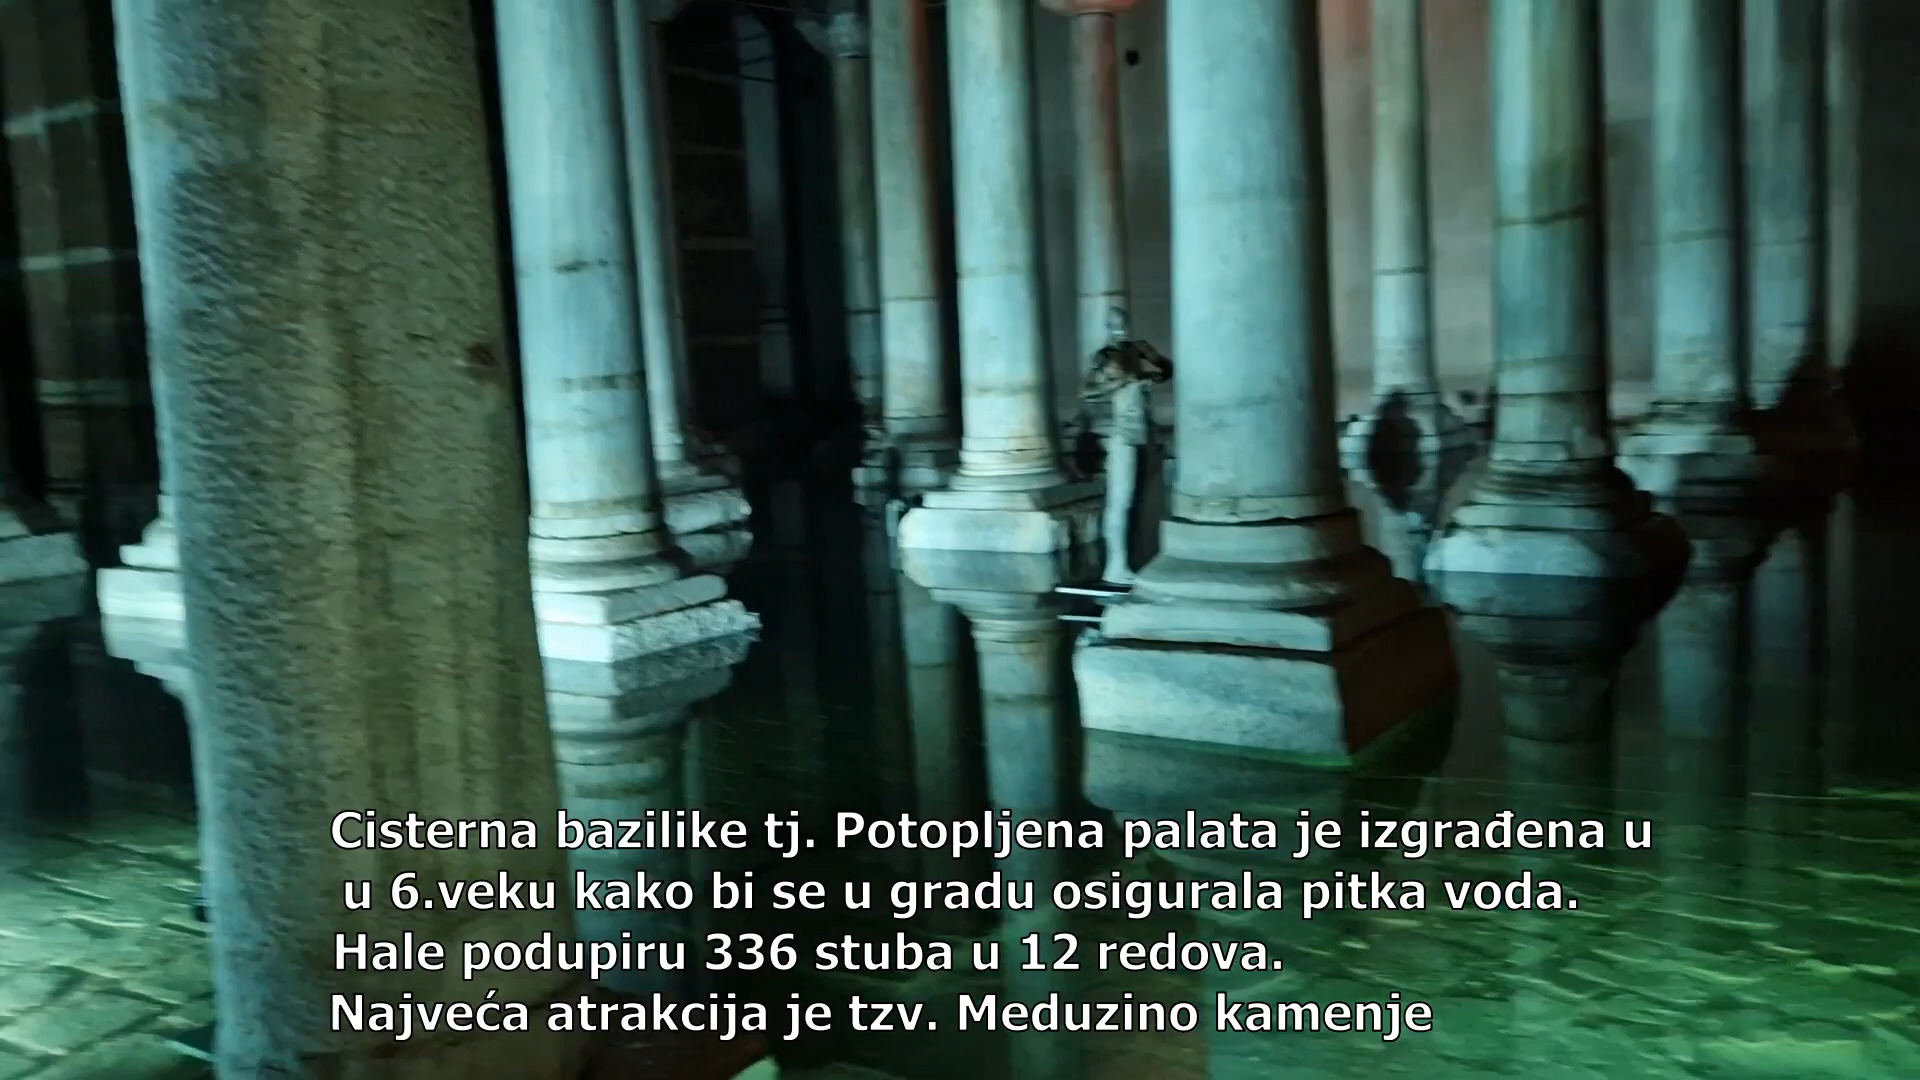 Cisterna bazilike tj. Potopljena palata je izgrađena u
u 6.veku kako bi se u gradu osigurala pitka voda.
Hale podupiru 336 stuba u 12 redova.
Najveća atrakcija je tzv. Meduzino kamenje